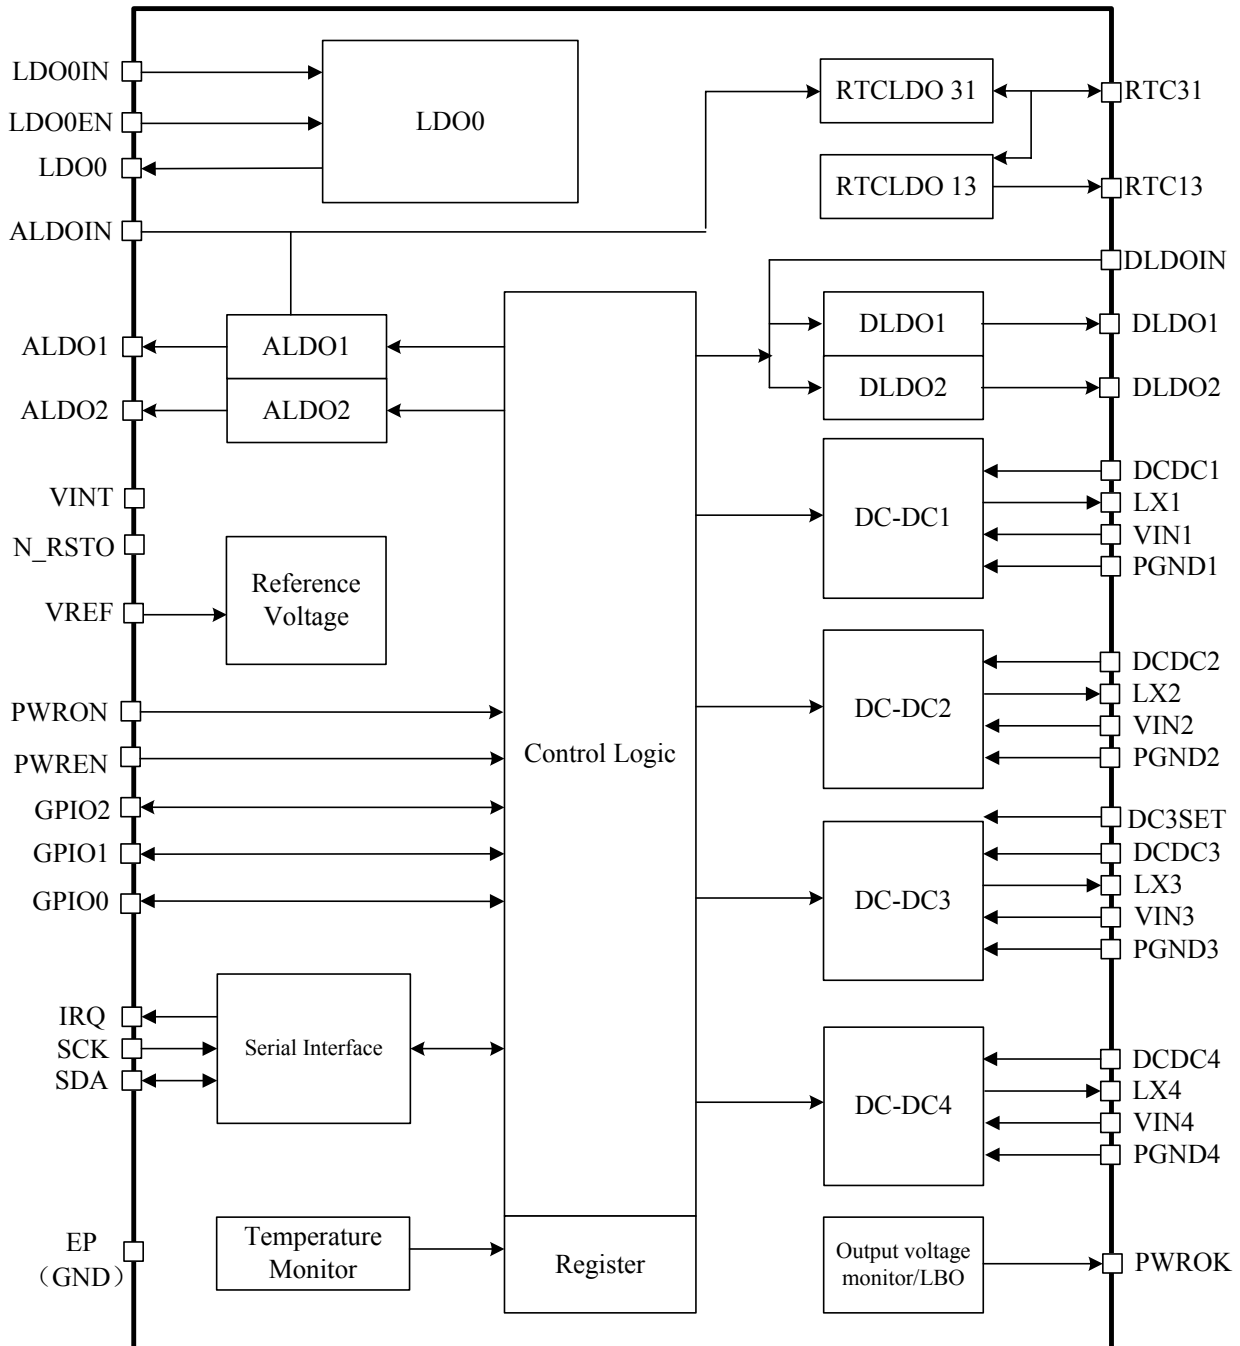 LDO0IN
LDO0EN
LDO0
ALDOIN
ALDO1
ALDO2
VINT
N_RSTO
VREF
PWRON
PWREN
GPIO2
GPIO1
GPIO0
IRQ
SCK
SDA
EP
（GND）
LDO0
ALDO1
ALDO2
Reference
Voltage
Serial Interface
Temperature
Monitor
Control Logic
Register
RTCLDO 31
RTCLDO 13
DLDO1
DLDO2
DC-DC1
DC-DC2
DC-DC3
DC-DC4
Output voltage
monitor/LBO
RTC31
RTC13
DLDOIN
DLDO1
DLDO2
DCDC1
LX1
VIN1
PGND1
DCDC2
LX2
VIN2
PGND2
DC3SET
DCDC3
LX3
VIN3
PGND3
DCDC4
LX4
VIN4
PGND4
PWROK